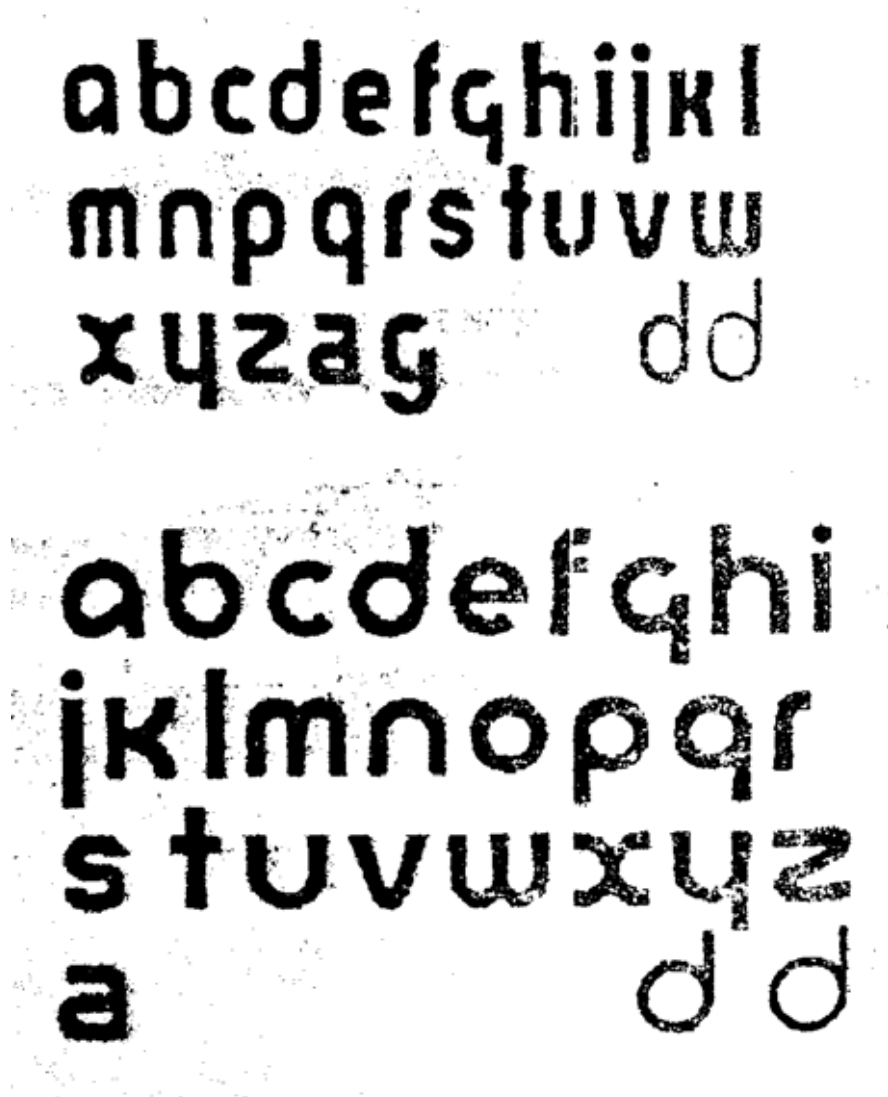 abcdefghijkl
mnpqrstuvw
xyzag dd
abcdefghi
jklmnopqr
stuvwxyz
a dd